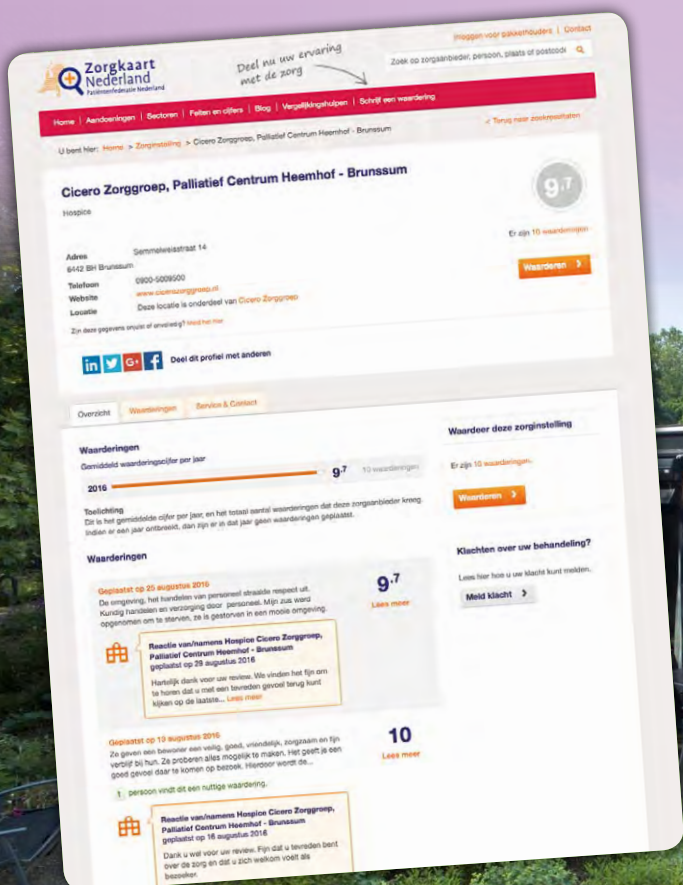 Zorgkaart
Nederland
Patiëntenfederatie Nederland
Deel nu uw ervaring
met de zorg
Inloggen voor pakkethouders | Contact
Zoek op zorgaanbieder, persoon, plaats of postcode
Home | Aandoeningen | Sectoren | Feiten en cijfers | Blog | Vergelijkingshulpen | Schrijf een waardering
U bent hier: Home > Zorginstelling > Cicero Zorggroep, Palliatief Centrum Heemhof - Brunssum
< Terug naar zoekresultaten
Cicero Zorggroep, Palliatief Centrum Heemhof - Brunssum
Hospice
9,7
Er zijn 10 waarderingen
Waarderen
Adres Semmelweisstraat 14
6442 BH Brunssum
Telefoon 0900-5009500
Website www.cicerozorggroep.nl
Locatie Deze locatie is onderdeel van Cicero Zorggroep
Zijn deze gegevens onjuist of onvolledig? Meld het hier
in G+ f Deel dit profiel met anderen
Overzicht Waarderingen Service & Contact
Waarderingen
Gemiddeld waarderingscijfer per jaar
2016 9,7 10 waarderingen
Toelichting
Dit is het gemiddelde cijfer per jaar, en het totaal aantal waarderingen dat deze zorgaanbieder kreeg.
Indien er een jaar ontbreekt, dan zijn er in dat jaar geen waarderingen geplaatst.
Waardeer deze zorginstelling
Er zijn 10 waarderingen.
Waarderen
Klachten over uw behandeling?
Lees hier hoe u uw klacht kunt melden.
Meld klacht
Waarderingen
Geplaatst op 25 augustus 2016
De omgeving, het handelen van personeel straalde respect uit.
Kundig handelen en verzorging door personeel. Mijn zus werd
opgenomen om te sterven, ze is gestorven in een mooie omgeving.
9,7
Lees meer
Reactie van/namens Hospice Cicero Zorggroep,
Palliatief Centrum Heemhof - Brunssum
geplaatst op 29 augustus 2016
Hartelijk dank voor uw review. We vinden het fijn om
te horen dat u met een tevreden gevoel terug kunt
kijken op de laatste... Lees meer
Geplaatst op 10 augustus 2016
Ze geven een bewoner een veilig, goed, vriendelijk, zorgzaam en fijn
verblijf bij hun. Ze proberen alles mogelijk te maken. Het geeft je een
goed gevoel daar te komen op bezoek. Hierdoor wordt de...
10
Lees meer
1 persoon vindt dit een nuttige waardering.
Reactie van/namens Hospice Cicero Zorggroep,
Palliatief Centrum Heemhof - Brunssum
geplaatst op 16 augustus 2016
Dank u wel voor uw review. Fijn dat u tevreden bent
over de zorg en dat u zich welkom voelt als
bezoeker.